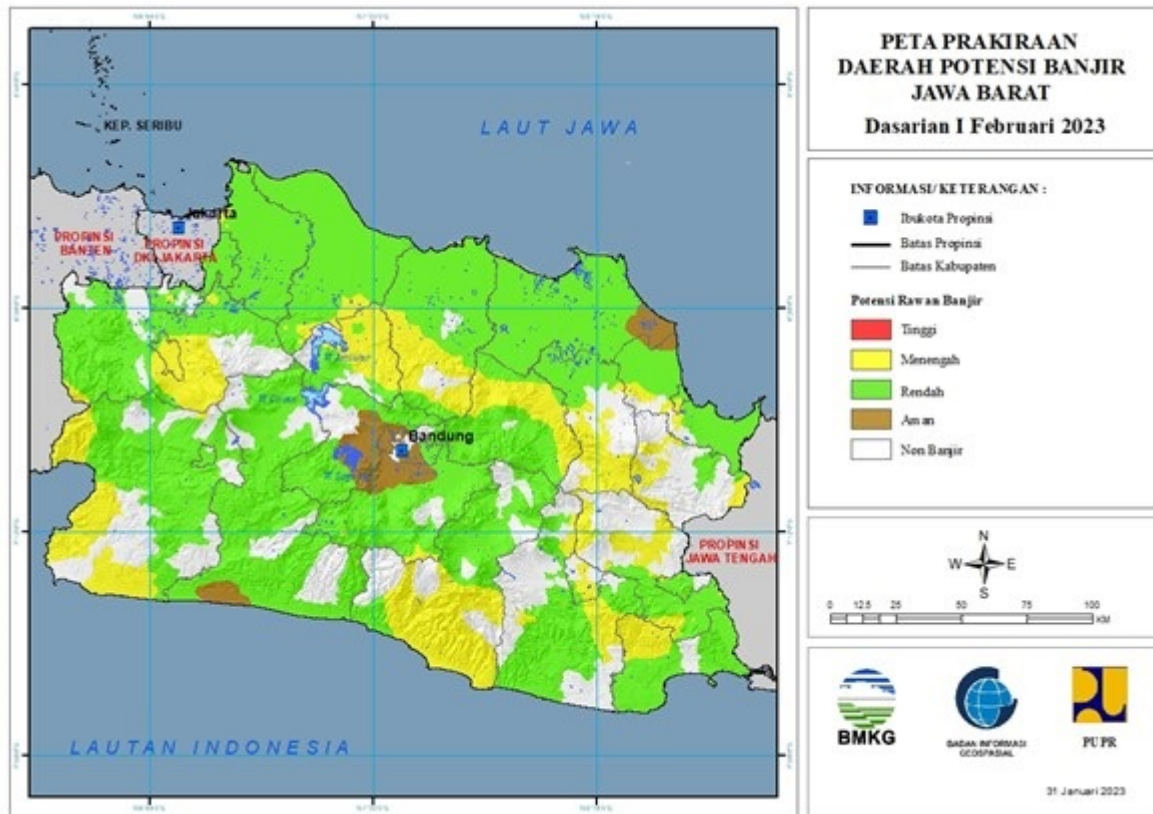 PETA PRAKIRAAN
DAERAH POTENSI BANJIR
JAWA BARAT
Dasarian I Februari 2023
KEP. SERIBU
LAUT JAWA
Jakarta
PROPINSI
BANTEN
PROPINSI
DKI JAKARTA
Bandung
PROPINSI
JAWA TENGAH
LAUTAN INDONESIA
INFORMASI/ KETERANGAN :
Ibukota Propinsi
Batas Propinsi
Batas Kabupaten
Potensi Rawan Banjir
Tinggi
Menengah
Rendah
Aman
Non Banjir
N
W E
S
0 12.5 25 50 75 100
KM
BMKG
BADAN INFORMASI
GEOSPASIAL
PUPR
31 Januari 2023